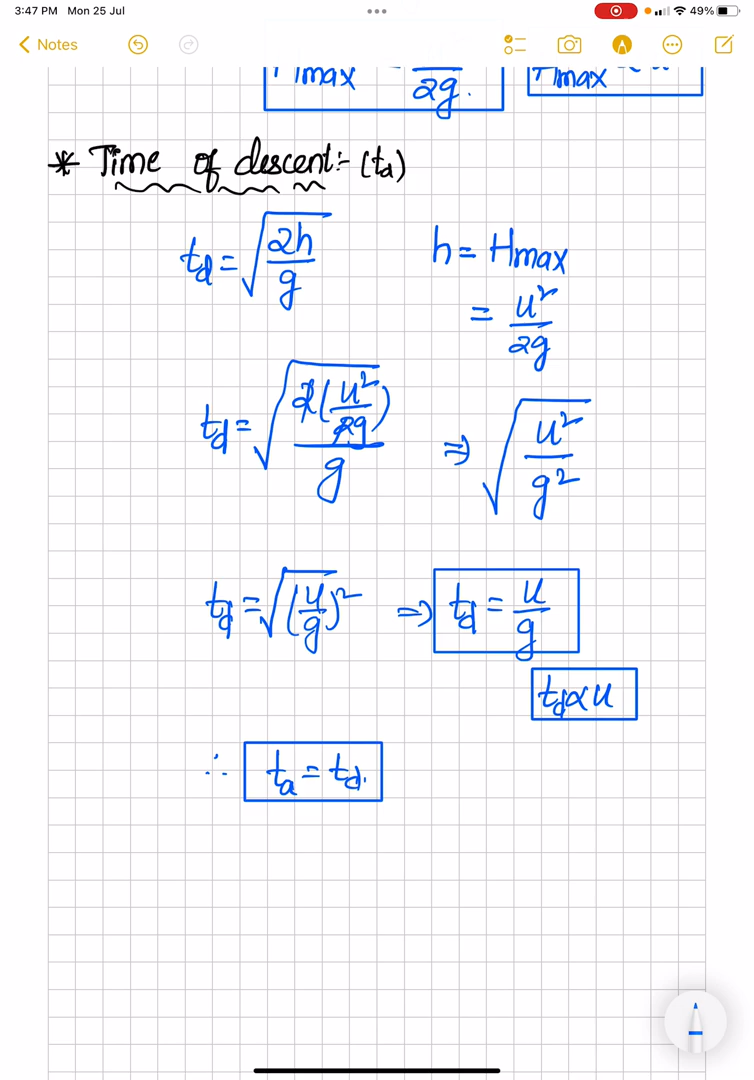 3:47 PM Mon 25 Jul
49%
Notes
Hmax = 2g.
Hmax ∝
* Time of descent:- (td)
td = √(2h/g)
h = Hmax
= u²/2g
td = √(2(u²/2g)/g) ⇒ √(u²/g²)
td = √(u/g)² ⇒ td = u/g
td ∝ u
∴ ta = td.